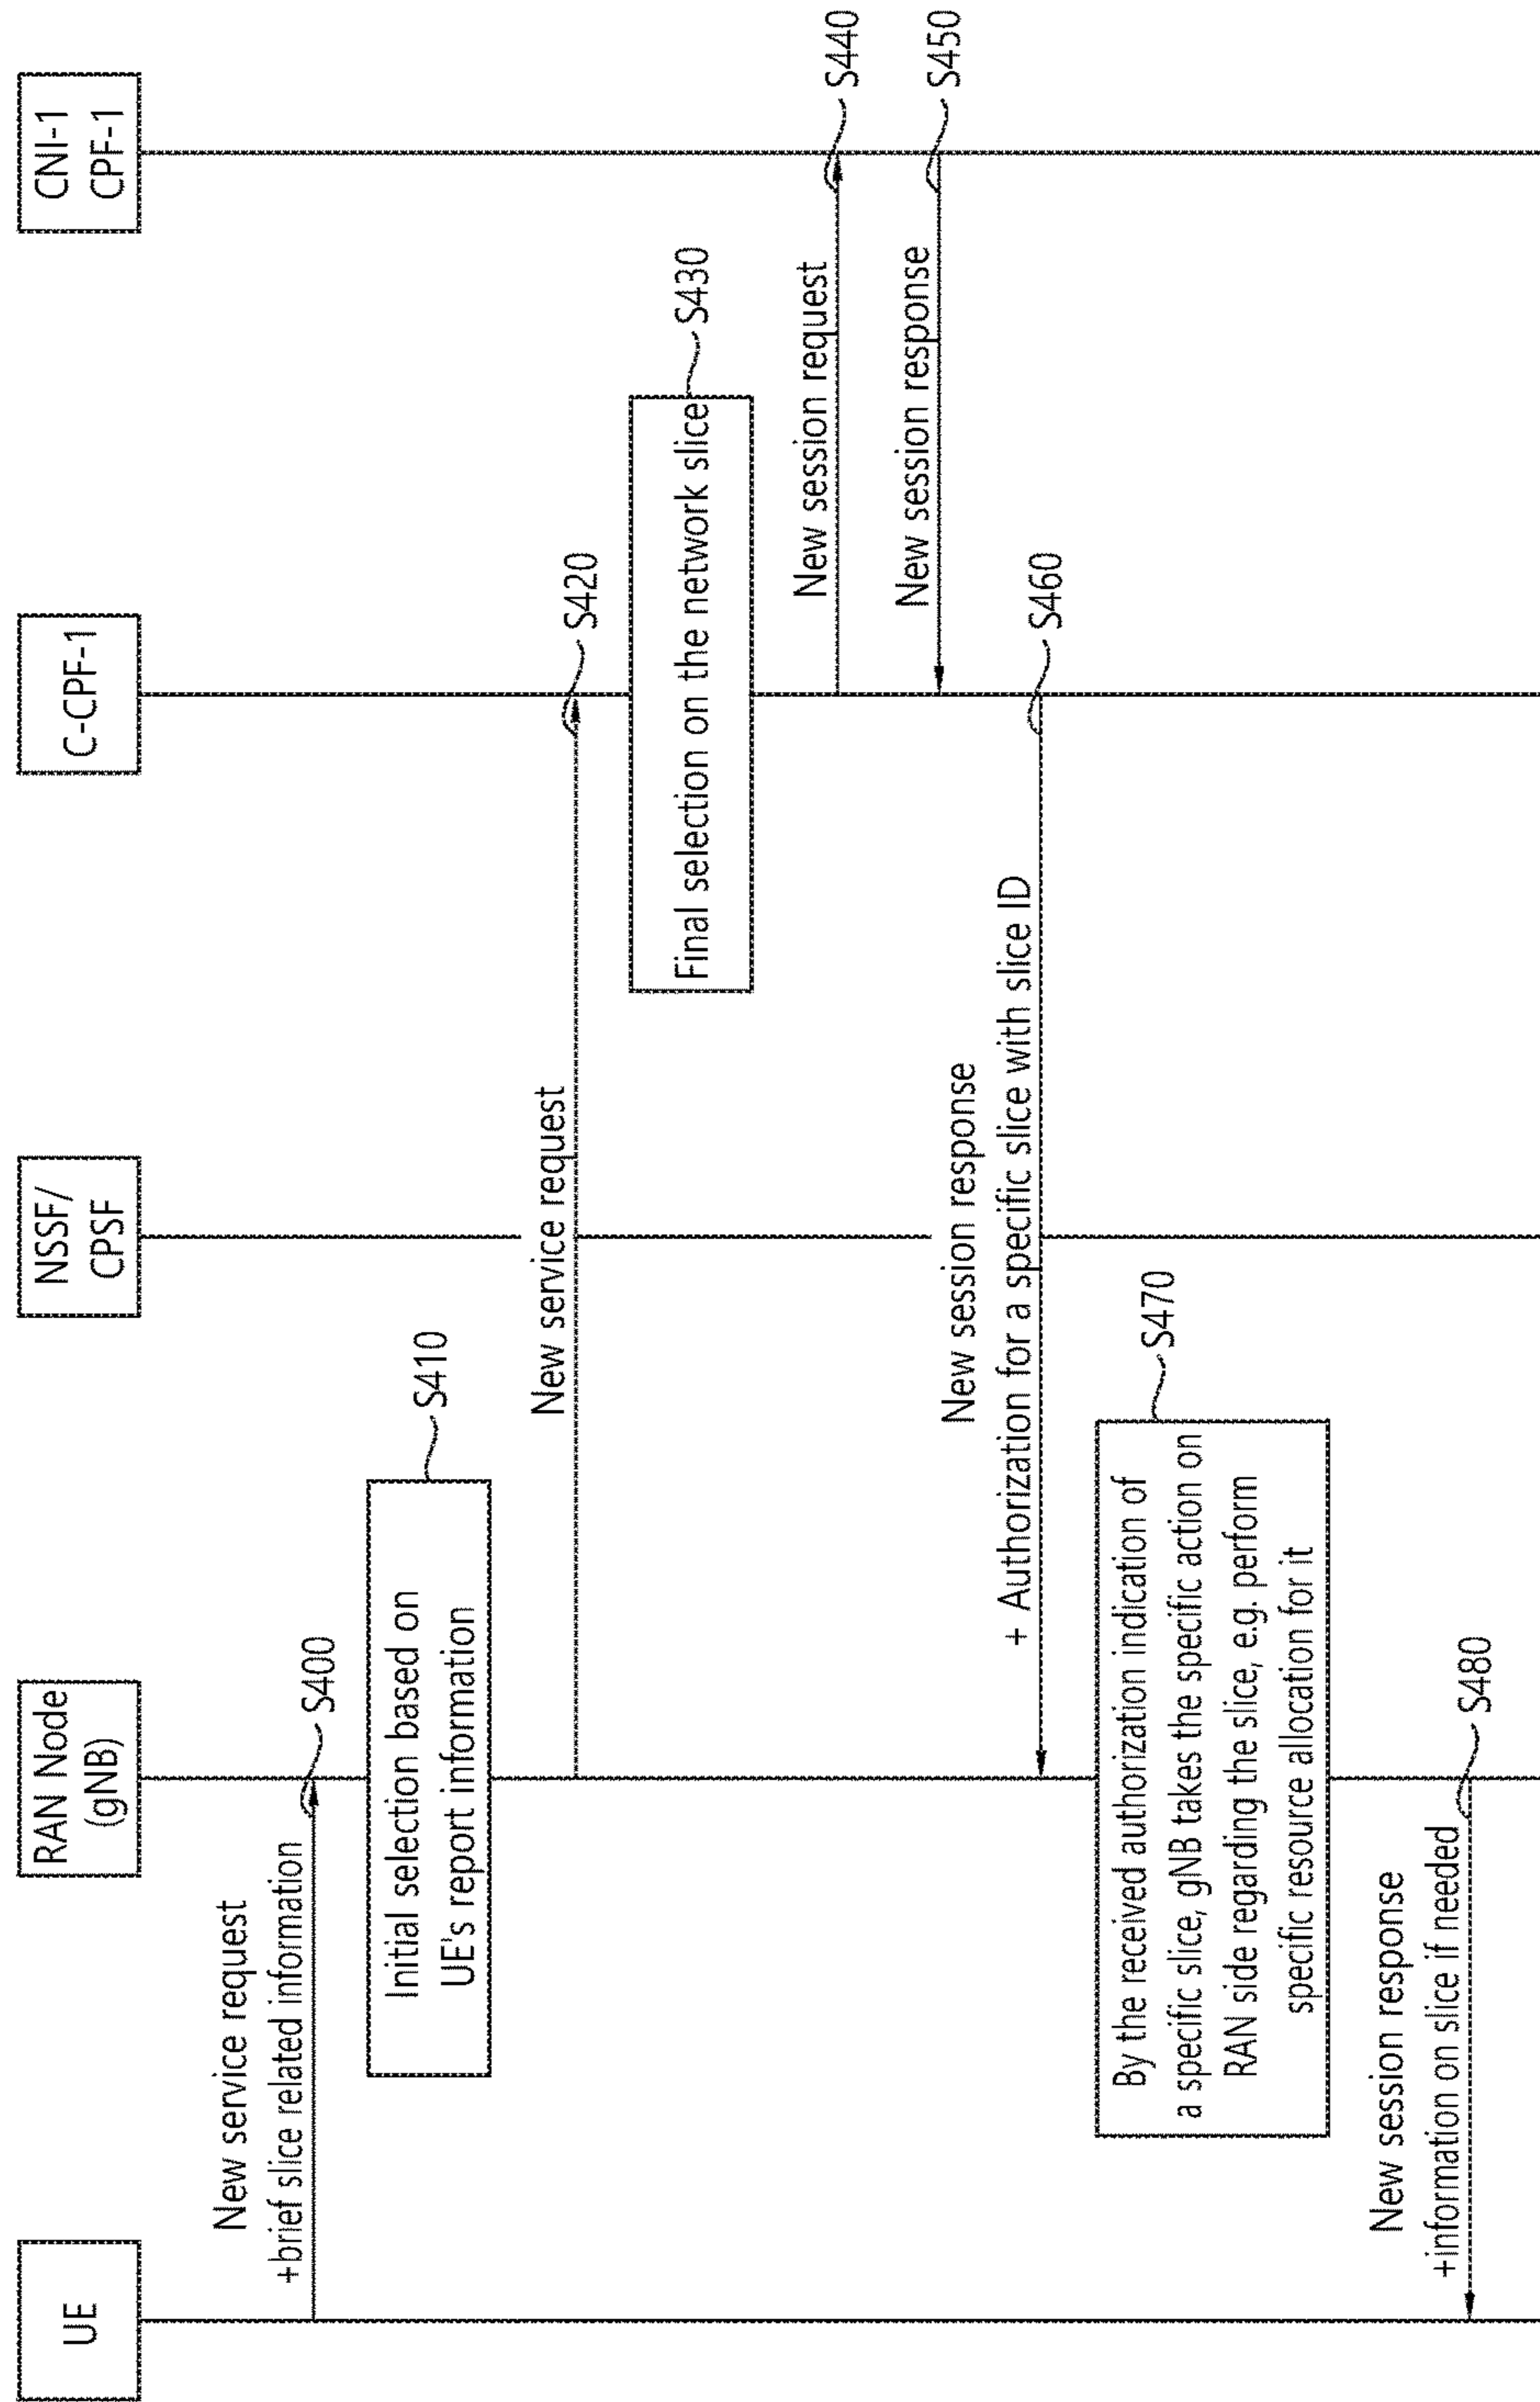 UE
RAN Node
(gNB)
NSSF/
CPSF
C-CPF-1
CNI-1
CPF-1
New service request
+brief slice related information
S400
Initial selection based on
UE's report information
S410
New service request
S420
Final selection on the network slice
S430
New session request
S440
New session response
S450
New session response
+ Authorization for a specific slice with slice ID
S460
By the received authorization indication of
a specific slice, gNB takes the specific action on
RAN side regarding the slice, e.g. perform
specific resource allocation for it
S470
New session response
+information on slice if needed
S480